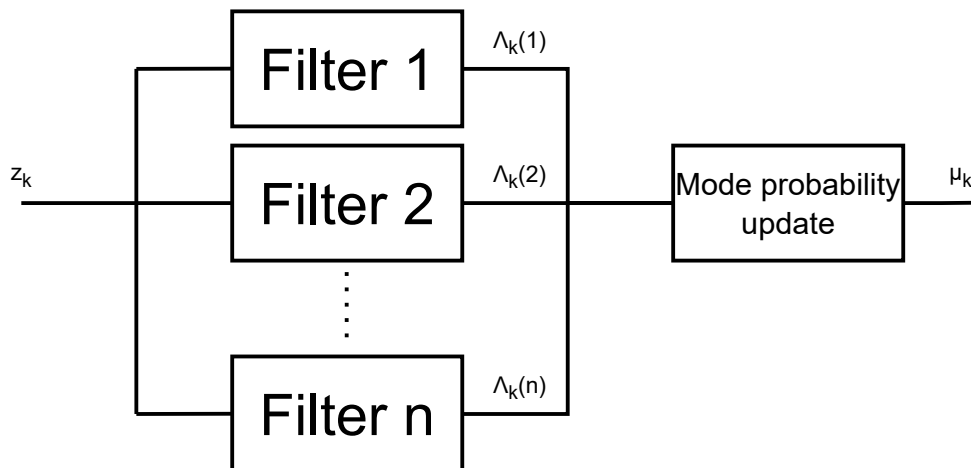 Λk(1)
Filter 1
zk
Λk(2)
μk
Filter 2
Mode probability
update
Λk(n)
Filter n